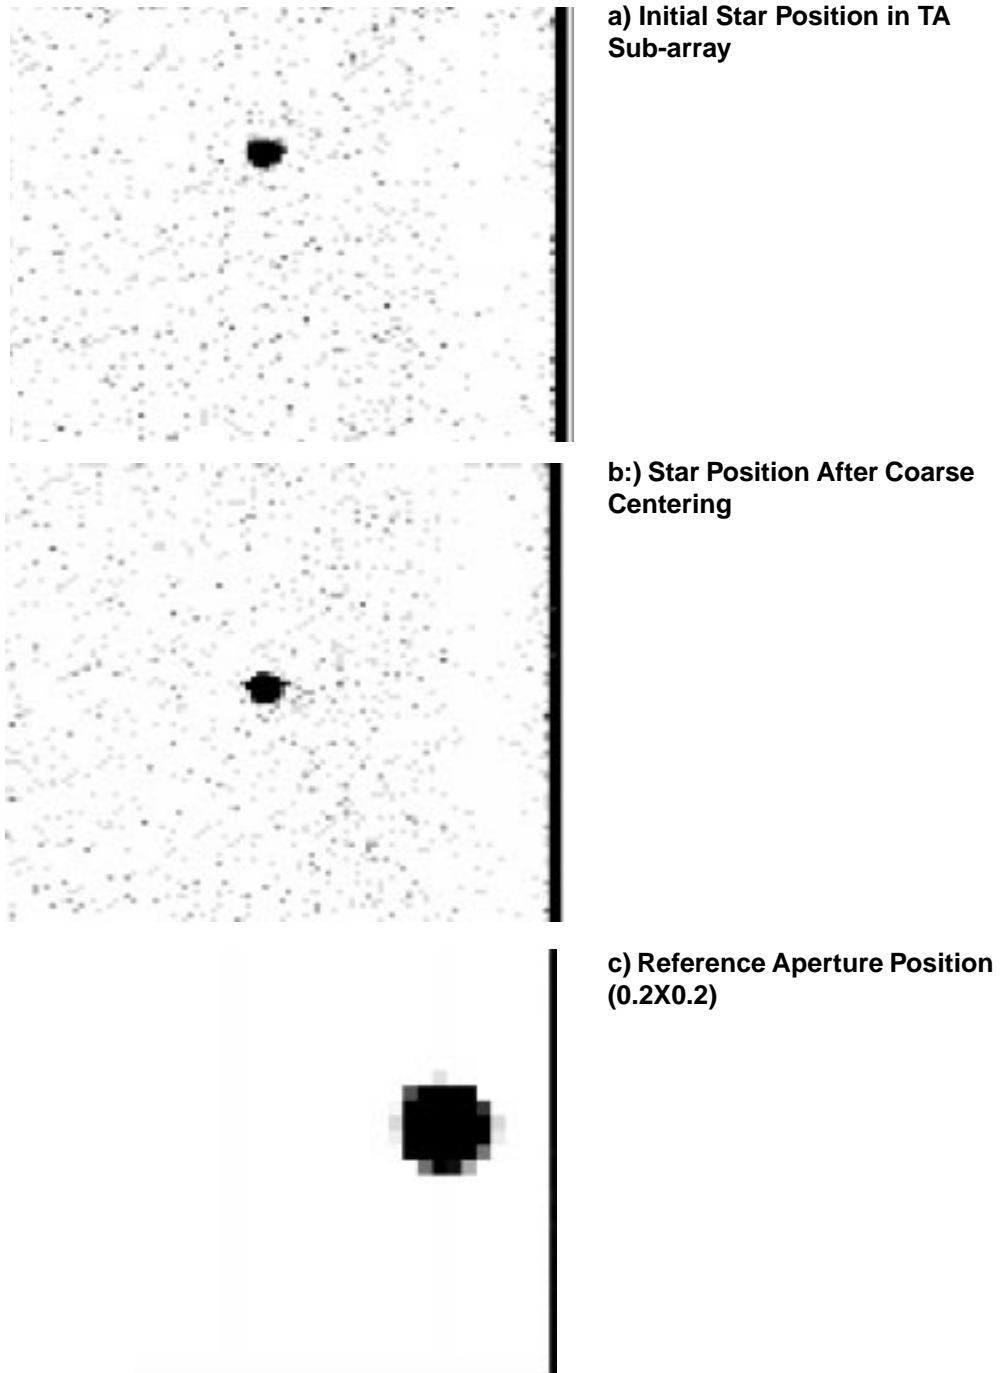 a) Initial Star Position in TA
Sub-array
b:) Star Position After Coarse
Centering
c) Reference Aperture Position
(0.2X0.2)